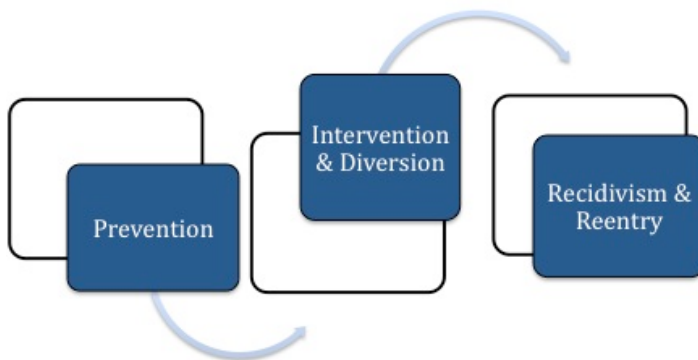 Prevention
Intervention
& Diversion
Recidivism &
Reentry